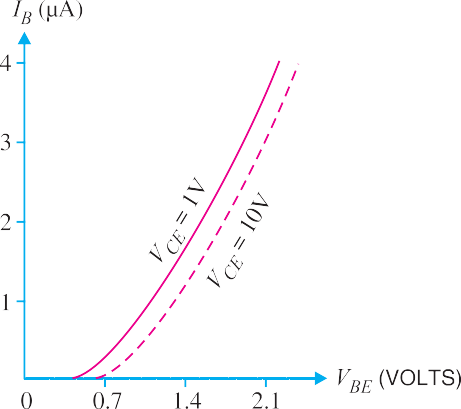 I_B (μA)
4
3
2
1
V_CE = 1V
V_CE = 10V
0 0.7 1.4 2.1 V_BE (VOLTS)